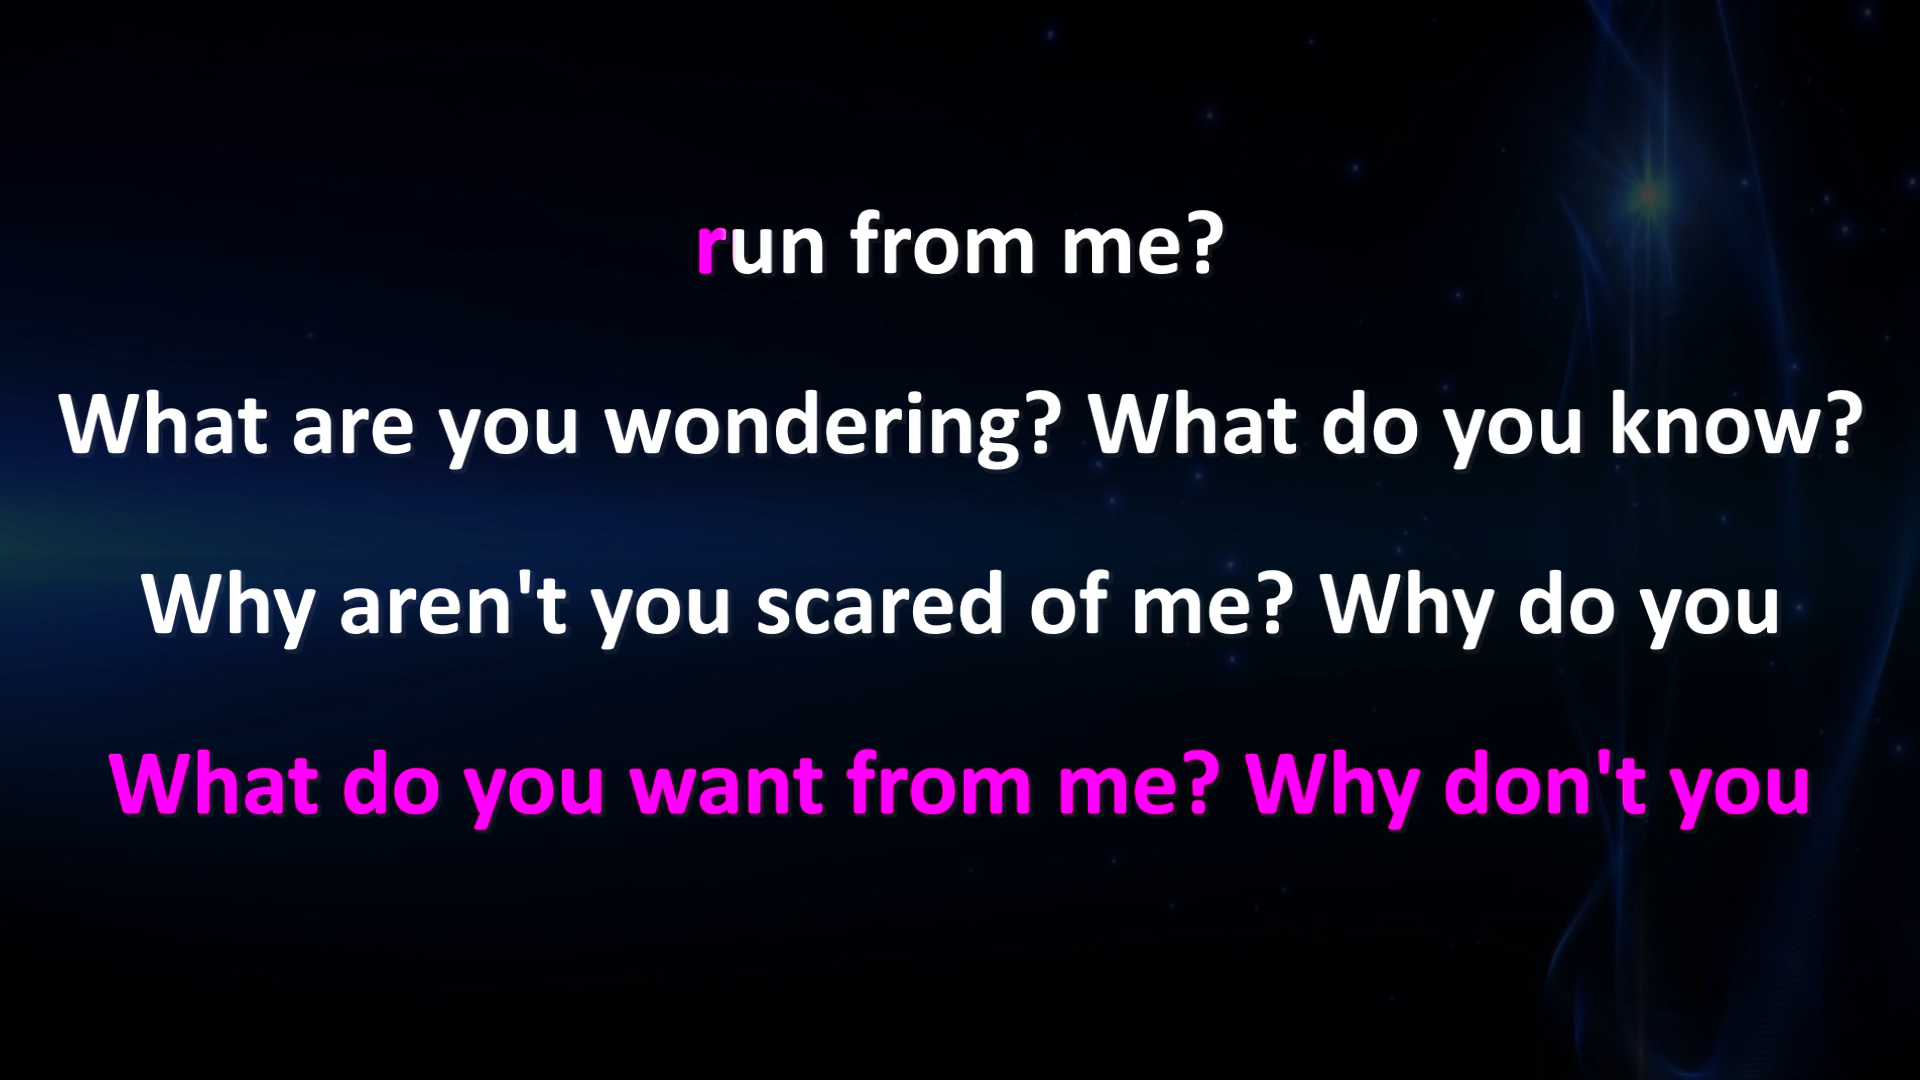 run from me?
What are you wondering? What do you know?
Why aren't you scared of me? Why do you
What do you want from me? Why don't you